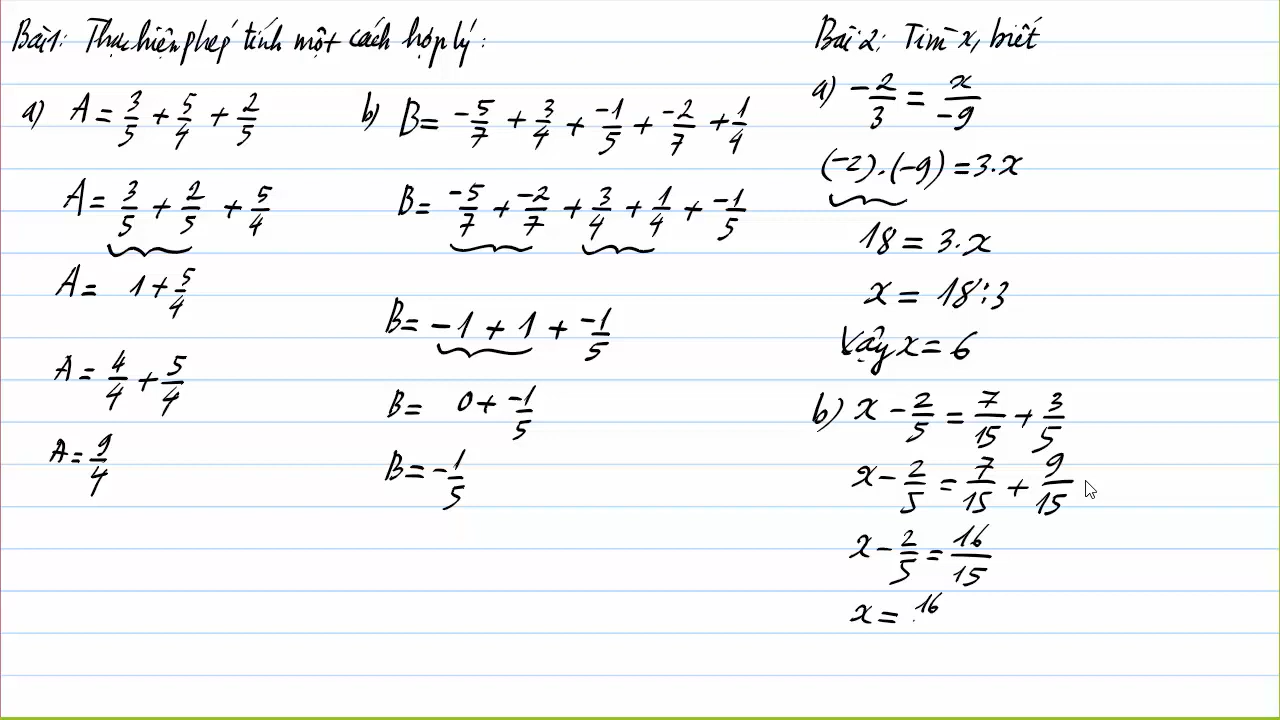 Bài 1: Thực hiện phép tính một cách hợp lý:
a) A = 3/5 + 5/4 + 2/5
A = 3/5 + 2/5 + 5/4
A = 1 + 5/4
A = 4/4 + 5/4
A = 9/4
b) B = -5/7 + 3/4 + -1/5 + -2/7 + 1/4
B = -5/7 + -2/7 + 3/4 + 1/4 + -1/5
B = -1 + 1 + -1/5
B = 0 + -1/5
B = -1/5
Bài 2: Tìm x, biết
a) -2/3 = x/-9
(-2).(-9) = 3.x
18 = 3.x
x = 18:3
Vậy x = 6
b) x - 2/5 = 7/15 + 3/5
x - 2/5 = 7/15 + 9/15
x - 2/5 = 16/15
x = 16